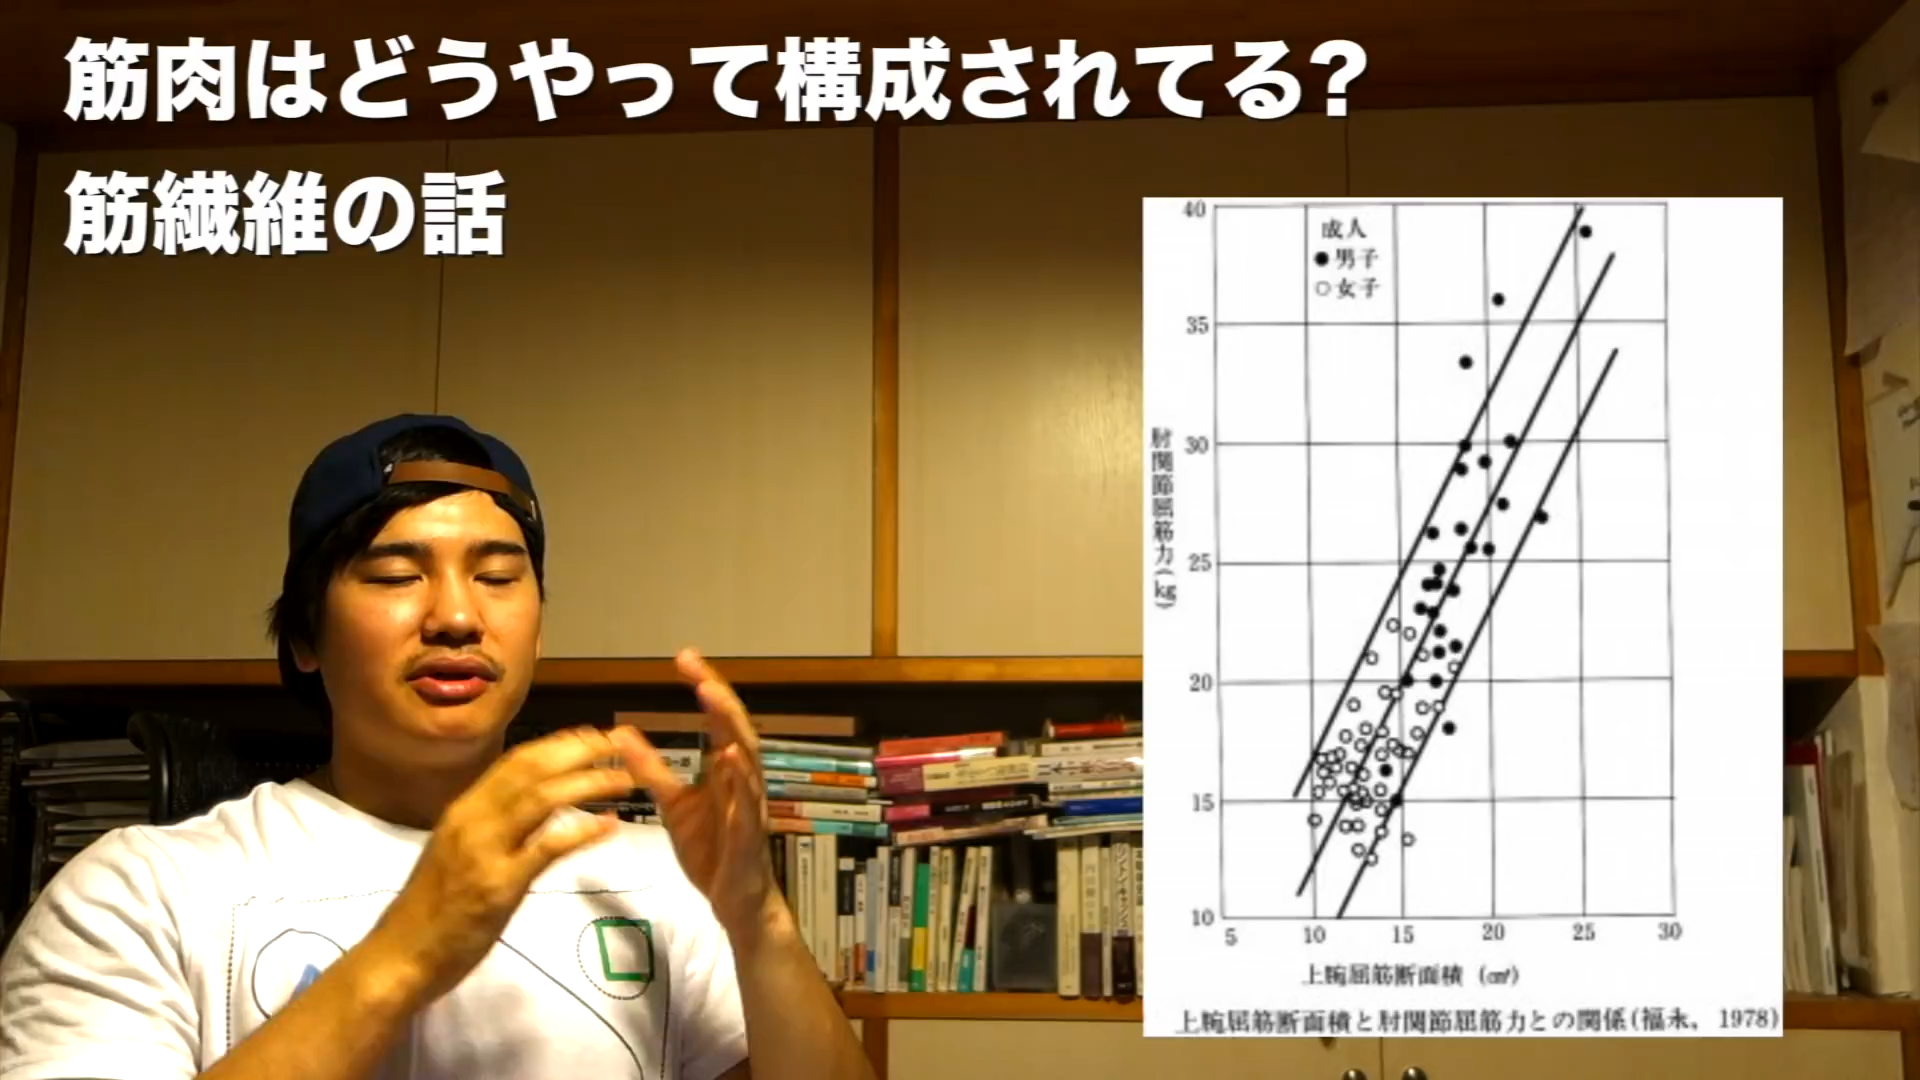 筋肉はどうやって構成されてる?
筋繊維の話
40
成人
●男子
○女子
35
30
25
20
15
10
肘関節屈筋力(kg)
5 10 15 20 25 30
上腕屈筋断面積 (c㎡)
上腕屈筋断面積と肘関節屈筋力との関係(福永, 1978)